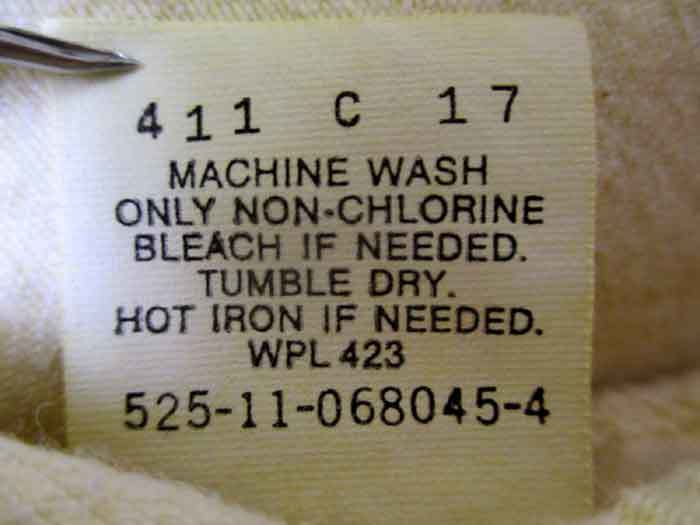 411 C 17
MACHINE WASH
ONLY NON-CHLORINE
BLEACH IF NEEDED.
TUMBLE DRY.
HOT IRON IF NEEDED.
WPL 423
525-11-068045-4